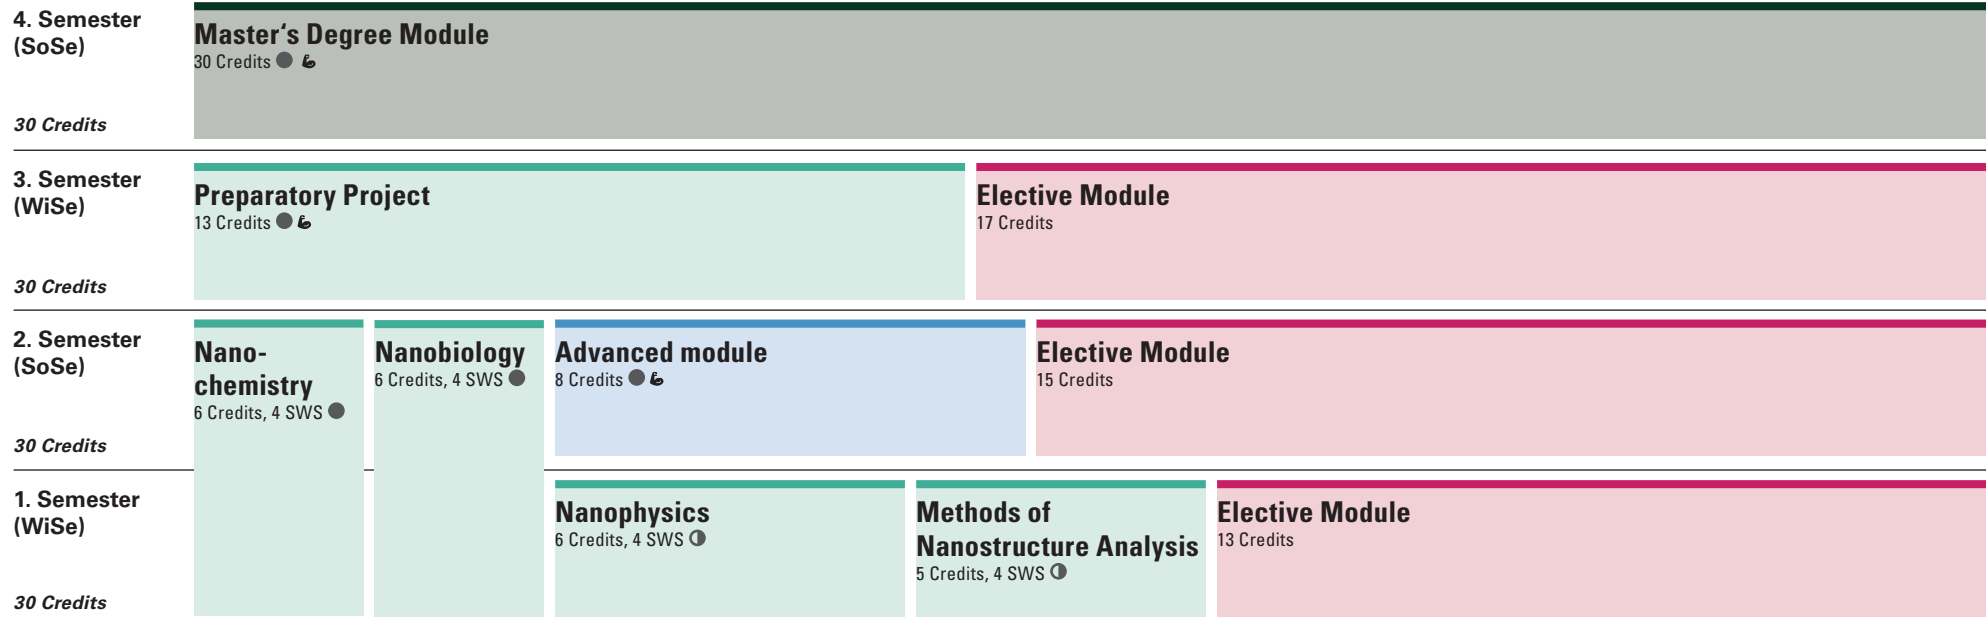 4. Semester
(SoSe)
30 Credits
Master‘s Degree Module
30 Credits
3. Semester
(WiSe)
30 Credits
Preparatory Project
13 Credits
Elective Module
17 Credits
2. Semester
(SoSe)
30 Credits
Nano-
chemistry
6 Credits, 4 SWS
Nanobiology
6 Credits, 4 SWS
Advanced module
8 Credits
Elective Module
15 Credits
1. Semester
(WiSe)
30 Credits
Nanophysics
6 Credits, 4 SWS
Methods of
Nanostructure Analysis
5 Credits, 4 SWS
Elective Module
13 Credits